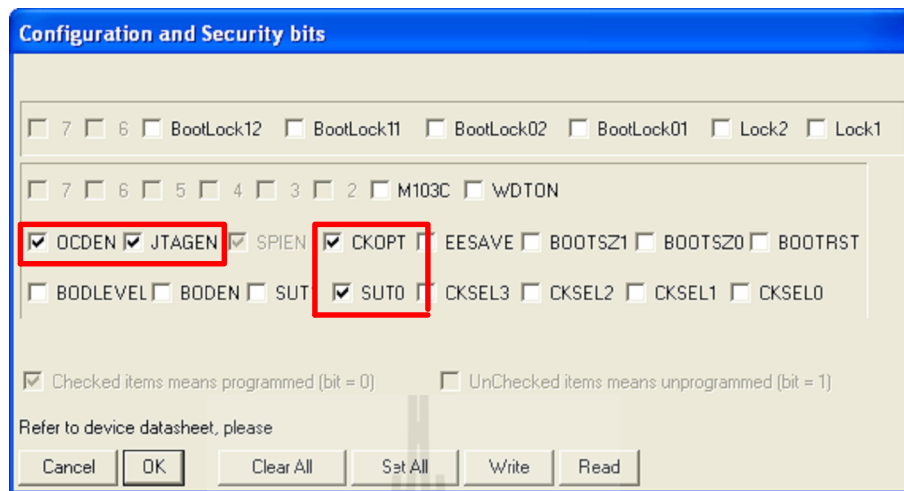 Configuration and Security bits
7 6 BootLock12 BootLock11 BootLock02 BootLock01 Lock2 Lock1
7 6 5 4 3 2 M103C WDTON
OCDEN JTAGEN SPIEN CKOPT EESAVE BOOTSZ1 BOOTSZ0 BOOTRST
BODLEVEL BODEN SUT1 SUT0 CKSEL3 CKSEL2 CKSEL1 CKSEL0
Checked items means programmed (bit = 0) UnChecked items means unprogrammed (bit = 1)
Refer to device datasheet, please
Cancel OK Clear All Set All Write Read